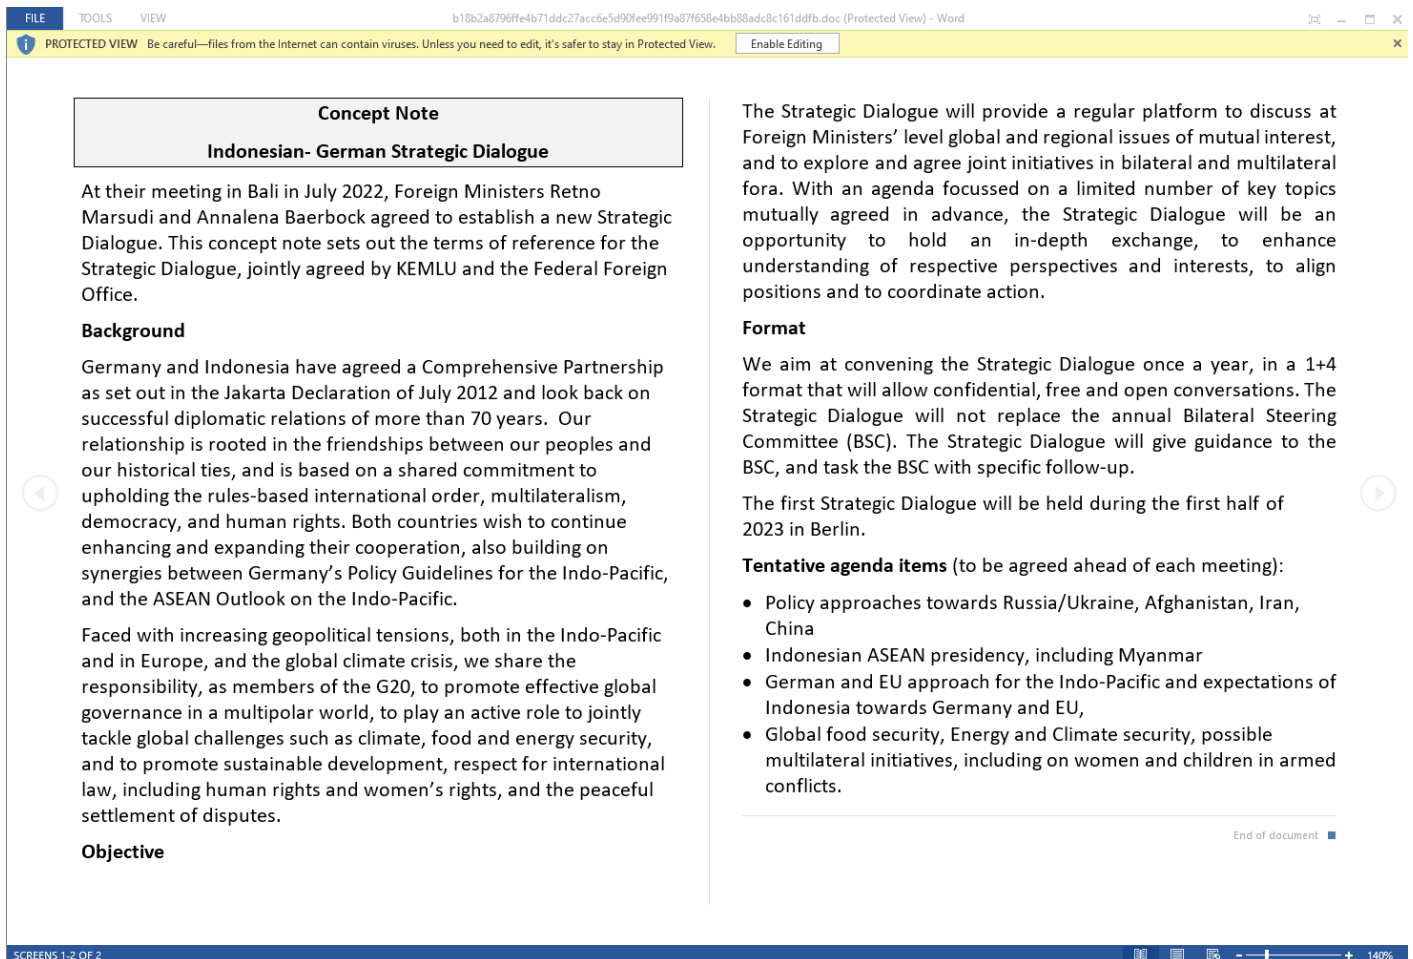 FILE TOOLS VIEW
b18b2a8796ffe4b71ddc27acc6e5d90fee991f9a87f658e4bb88adc8c161ddfb.doc (Protected View) - Word
PROTECTED VIEW Be careful—files from the Internet can contain viruses. Unless you need to edit, it's safer to stay in Protected View. Enable Editing
Concept Note
Indonesian- German Strategic Dialogue
At their meeting in Bali in July 2022, Foreign Ministers Retno
Marsudi and Annalena Baerbock agreed to establish a new Strategic
Dialogue. This concept note sets out the terms of reference for the
Strategic Dialogue, jointly agreed by KEMLU and the Federal Foreign
Office.
Background
Germany and Indonesia have agreed a Comprehensive Partnership
as set out in the Jakarta Declaration of July 2012 and look back on
successful diplomatic relations of more than 70 years. Our
relationship is rooted in the friendships between our peoples and
our historical ties, and is based on a shared commitment to
upholding the rules-based international order, multilateralism,
democracy, and human rights. Both countries wish to continue
enhancing and expanding their cooperation, also building on
synergies between Germany’s Policy Guidelines for the Indo-Pacific,
and the ASEAN Outlook on the Indo-Pacific.
Faced with increasing geopolitical tensions, both in the Indo-Pacific
and in Europe, and the global climate crisis, we share the
responsibility, as members of the G20, to promote effective global
governance in a multipolar world, to play an active role to jointly
tackle global challenges such as climate, food and energy security,
and to promote sustainable development, respect for international
law, including human rights and women’s rights, and the peaceful
settlement of disputes.
Objective
The Strategic Dialogue will provide a regular platform to discuss at
Foreign Ministers’ level global and regional issues of mutual interest,
and to explore and agree joint initiatives in bilateral and multilateral
fora. With an agenda focussed on a limited number of key topics
mutually agreed in advance, the Strategic Dialogue will be an
opportunity to hold an in-depth exchange, to enhance
understanding of respective perspectives and interests, to align
positions and to coordinate action.
Format
We aim at convening the Strategic Dialogue once a year, in a 1+4
format that will allow confidential, free and open conversations. The
Strategic Dialogue will not replace the annual Bilateral Steering
Committee (BSC). The Strategic Dialogue will give guidance to the
BSC, and task the BSC with specific follow-up.
The first Strategic Dialogue will be held during the first half of
2023 in Berlin.
Tentative agenda items (to be agreed ahead of each meeting):
• Policy approaches towards Russia/Ukraine, Afghanistan, Iran,
China
• Indonesian ASEAN presidency, including Myanmar
• German and EU approach for the Indo-Pacific and expectations of
Indonesia towards Germany and EU,
• Global food security, Energy and Climate security, possible
multilateral initiatives, including on women and children in armed
conflicts.
End of document
SCREENS 1-2 OF 2
140%